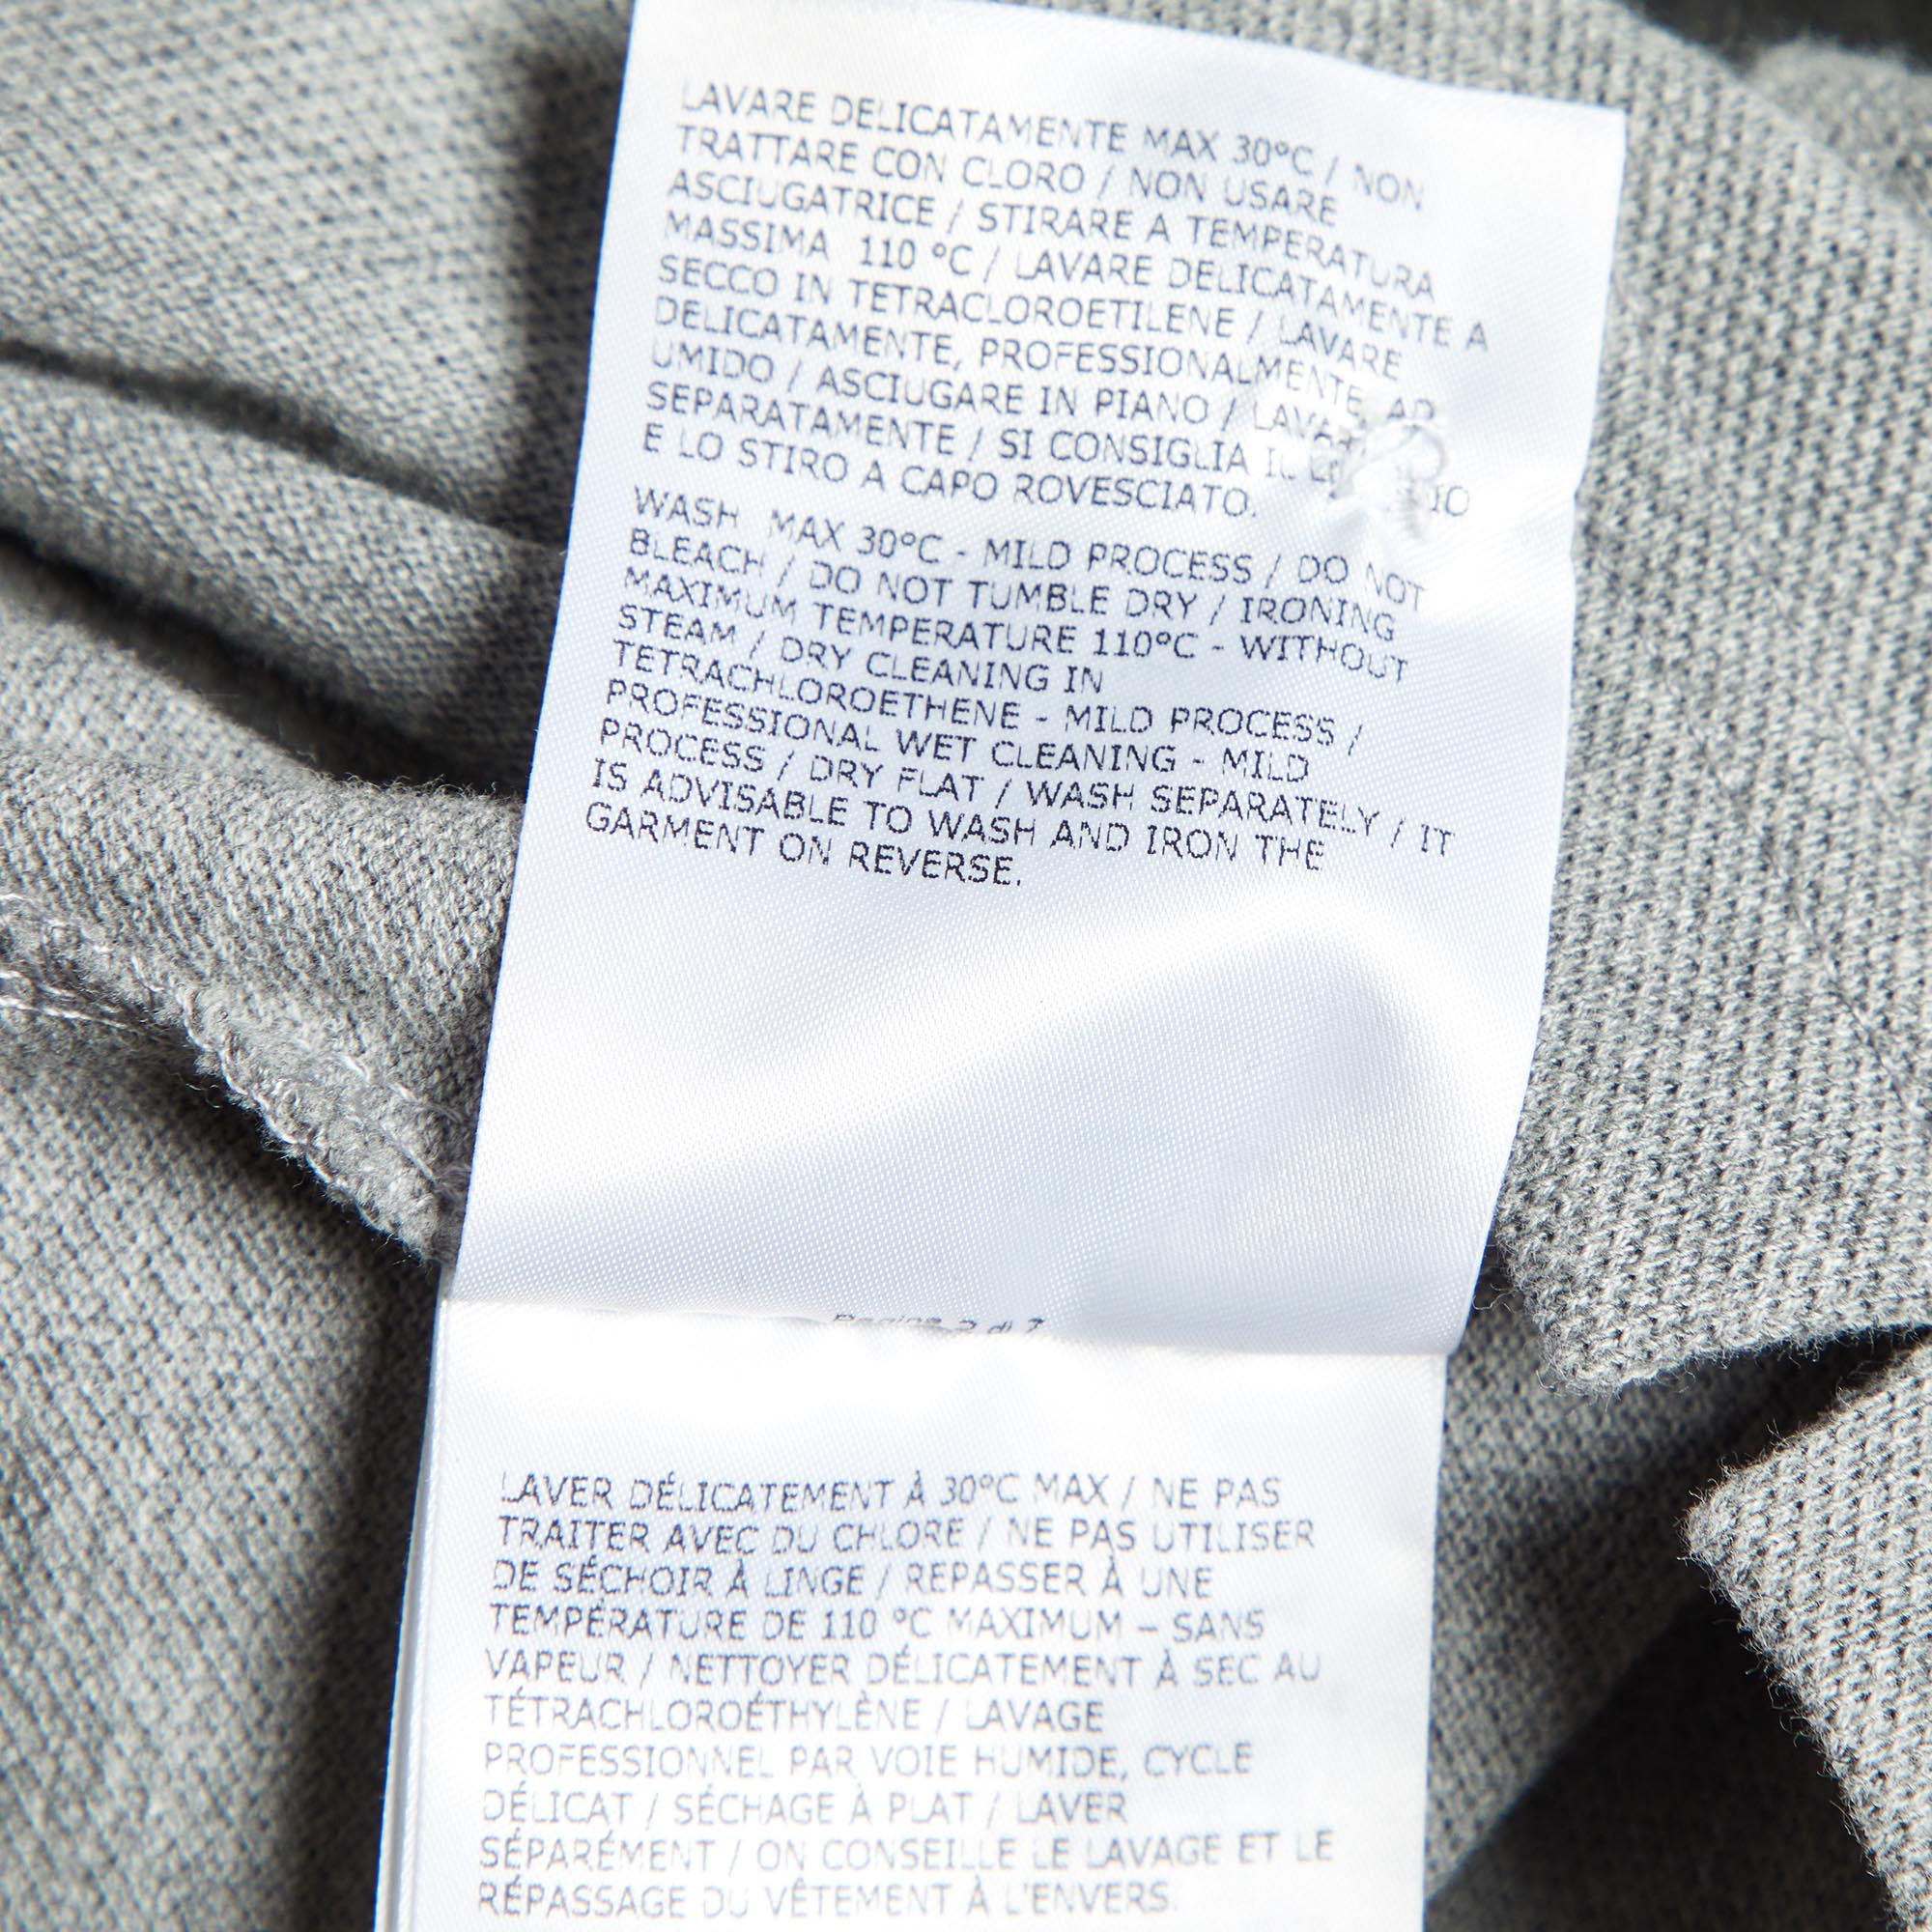 LAVARE DELICATAMENTE MAX 30°C / NON
TRATTARE CON CLORO / NON USARE
ASCIUGATRICE / STIRARE A TEMPERATURA
MASSIMA 110 °C / LAVARE DELICATAMENTE A
SECCO IN TETRACLOROETILENE / LAVARE
DELICATAMENTE, PROFESSIONALMENTE, AD
UMIDO / ASCIUGARE IN PIANO /
SEPARATAMENTE / SI CONSIGLIA IL
E LO STIRO A CAPO ROVESCIATO.
WASH MAX 30°C - MILD PROCESS / DO NOT
BLEACH / DO NOT TUMBLE DRY / IRONING
MAXIMUM TEMPERATURE 110°C - WITHOUT
STEAM / DRY CLEANING IN
TETRACHLOROETHENE - MILD PROCESS /
PROFESSIONAL WET CLEANING - MILD
PROCESS / DRY FLAT / WASH SEPARATELY / IT
IS ADVISABLE TO WASH AND IRON THE
GARMENT ON REVERSE.
LAVER DÉLICATEMENT À 30°C MAX / NE PAS
TRAITER AVEC DU CHLORE / NE PAS UTILISER
DE SÉCHOIR À LINGE / REPASSER À UNE
TEMPÉRATURE DE 110 °C MAXIMUM – SANS
VAPEUR / NETTOYER DÉLICATEMENT À SEC AU
TÉTRACHLOROÉTHYLÈNE / LAVAGE
PROFESSIONNEL PAR VOIE HUMIDE, CYCLE
DÉLICAT / SÉCHAGE À PLAT / LAVER
SÉPARÉMENT / ON CONSEILLE LE LAVAGE ET LE
RÉPASSAGE DU VÊTEMENT À L'ENVERS.